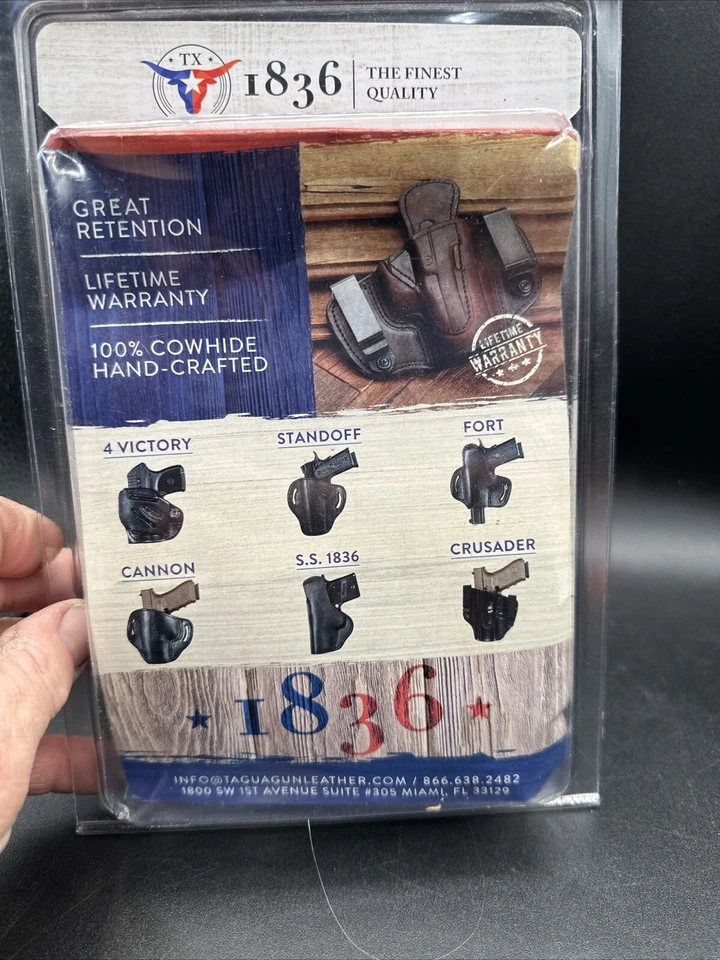 TX
1836
THE FINEST
QUALITY
GREAT
RETENTION
LIFETIME
WARRANTY
100% COWHIDE
HAND-CRAFTED
LIFETIME
WARRANTY
4 VICTORY
STANDOFF
FORT
CANNON
S.S. 1836
CRUSADER
1836
INFO@TAGUAGUNLEATHER.COM / 866.638.2482
1800 SW 1ST AVENUE SUITE #305 MIAMI, FL 33129